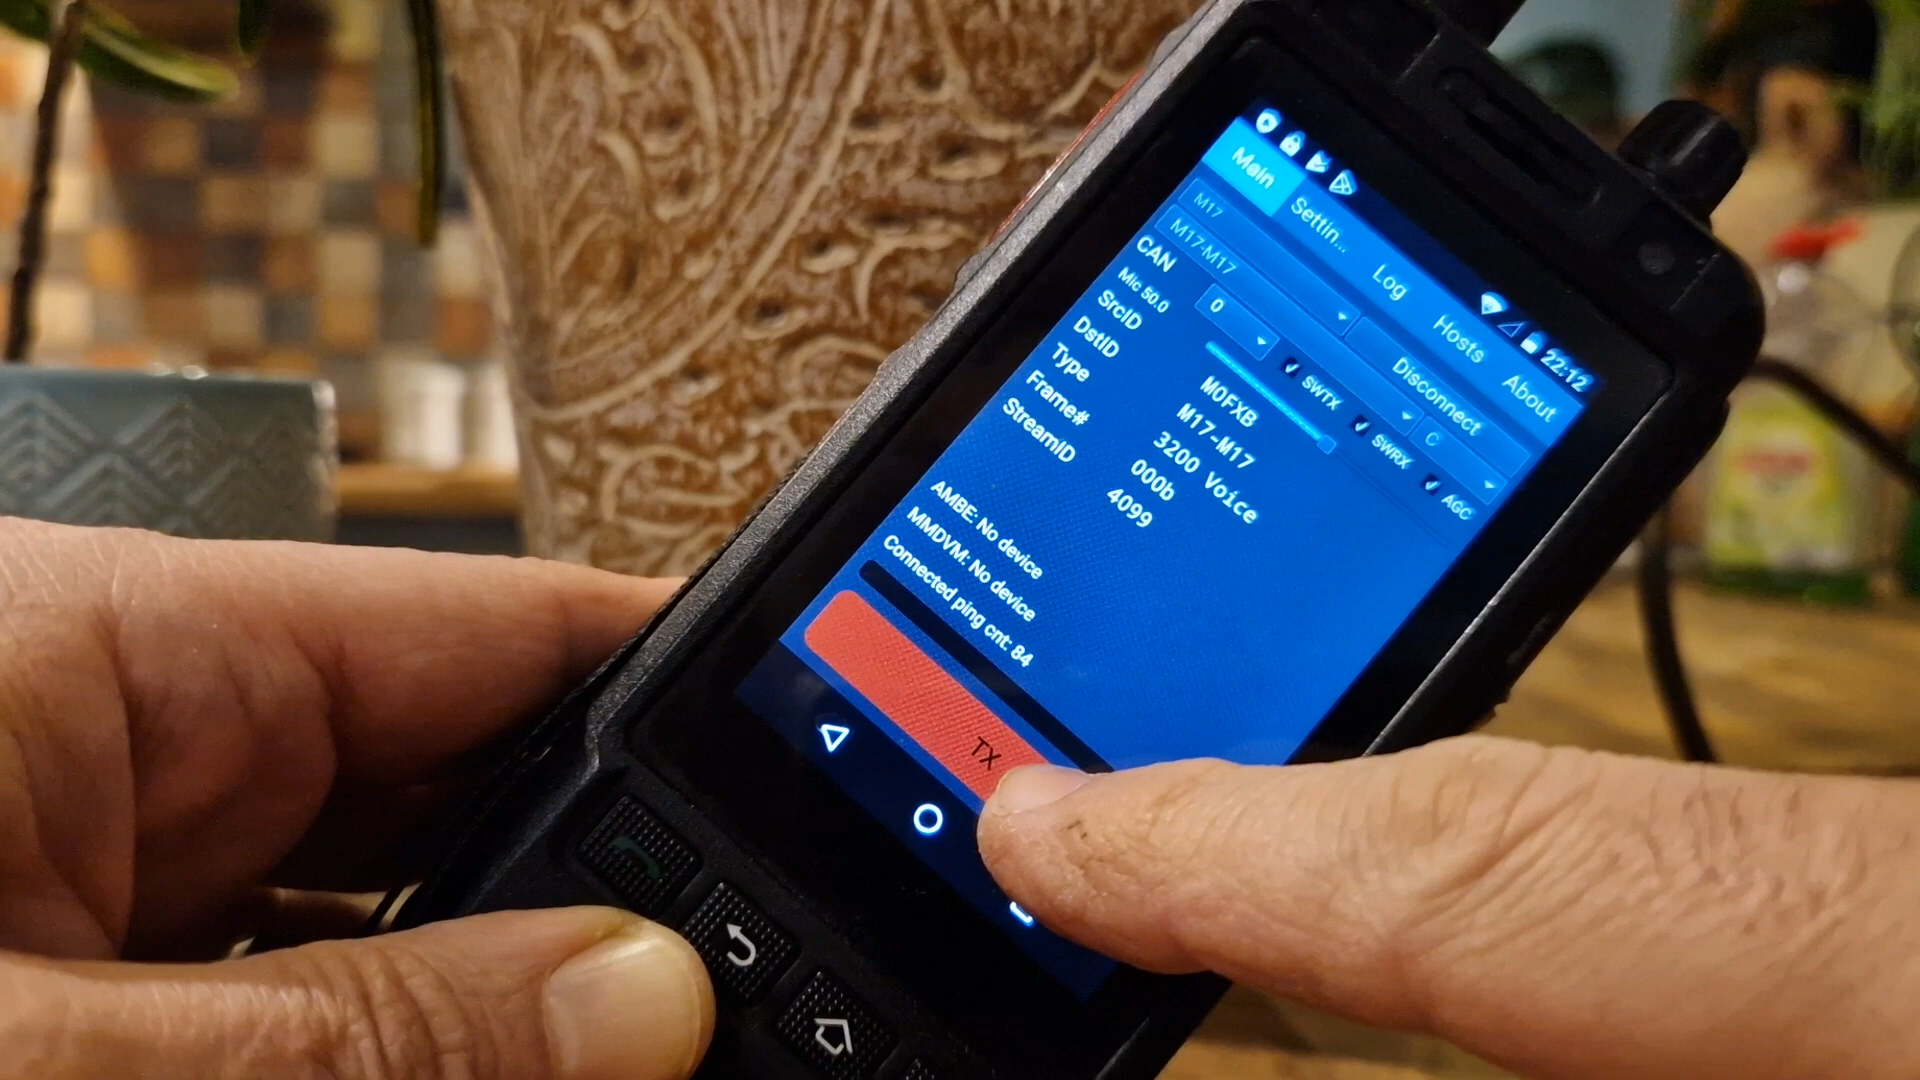 22:12
Main Settin... Log Hosts About
M17 Disconnect
M17-M17 C
CAN 0 SWTX SWRX AGC
Mic 50.0
SrcID M0FXB
DstID M17-M17
Type 3200 Voice
Frame# 000b
StreamID 4099
AMBE: No device
MMDVM: No device
Connected ping cnt: 84
TX